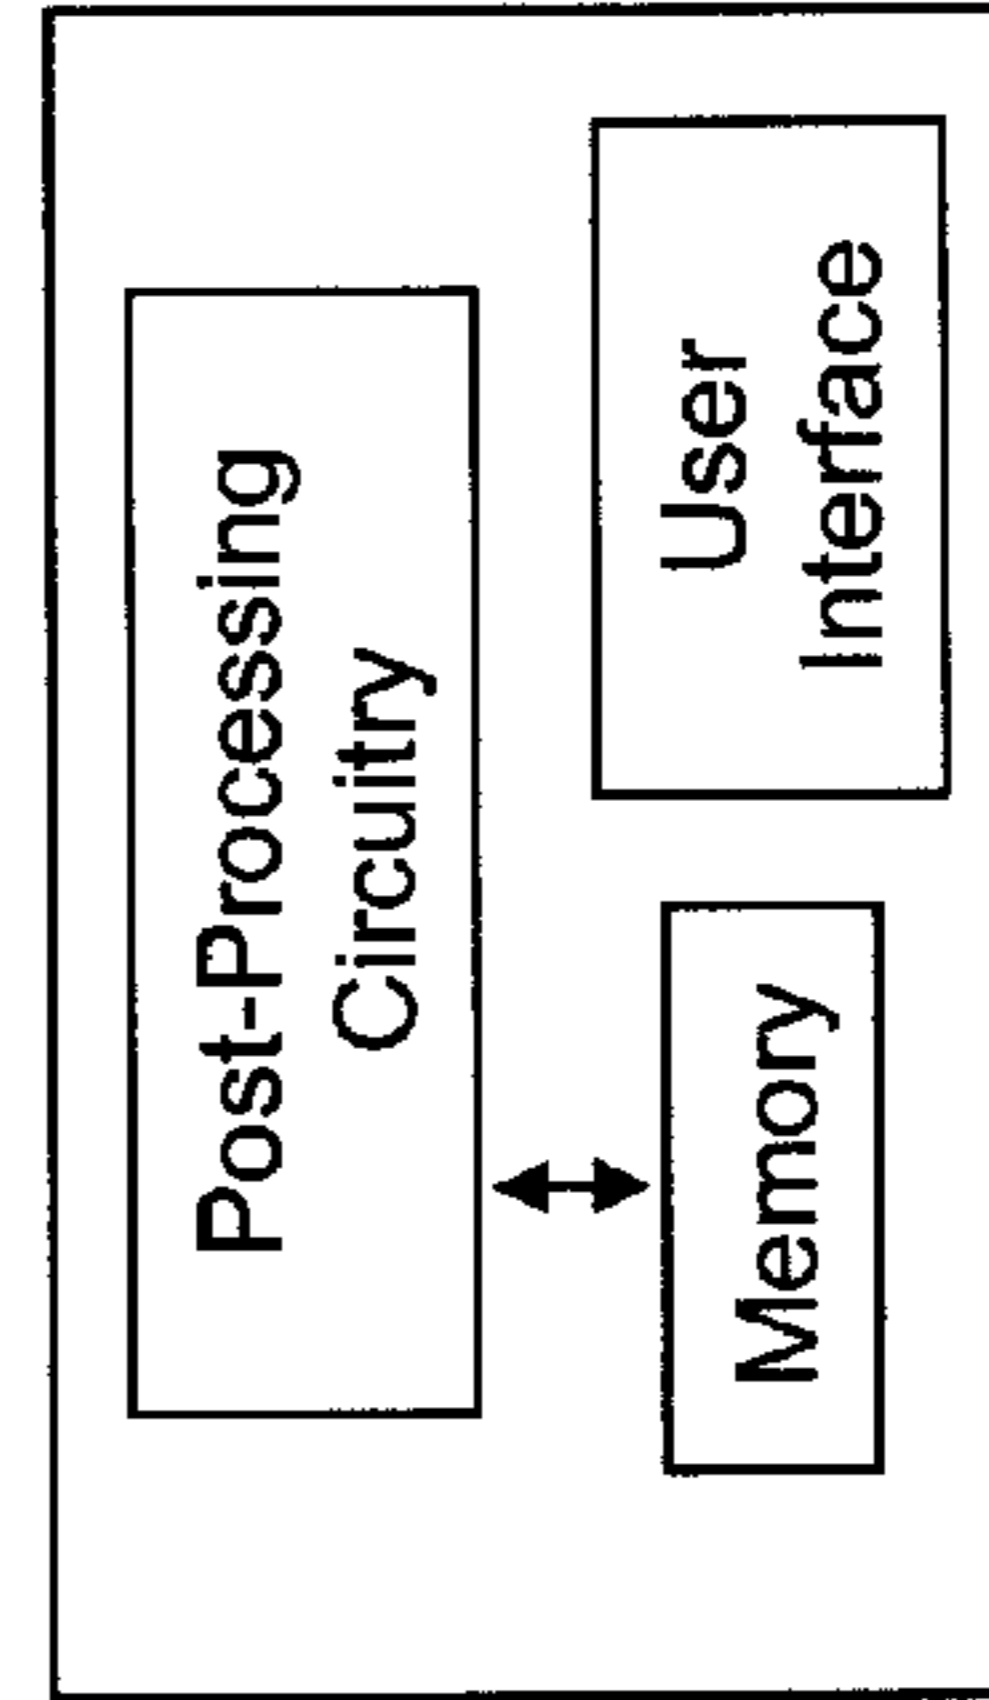 Post-Processing
Circuitry
Memory
User
Interface